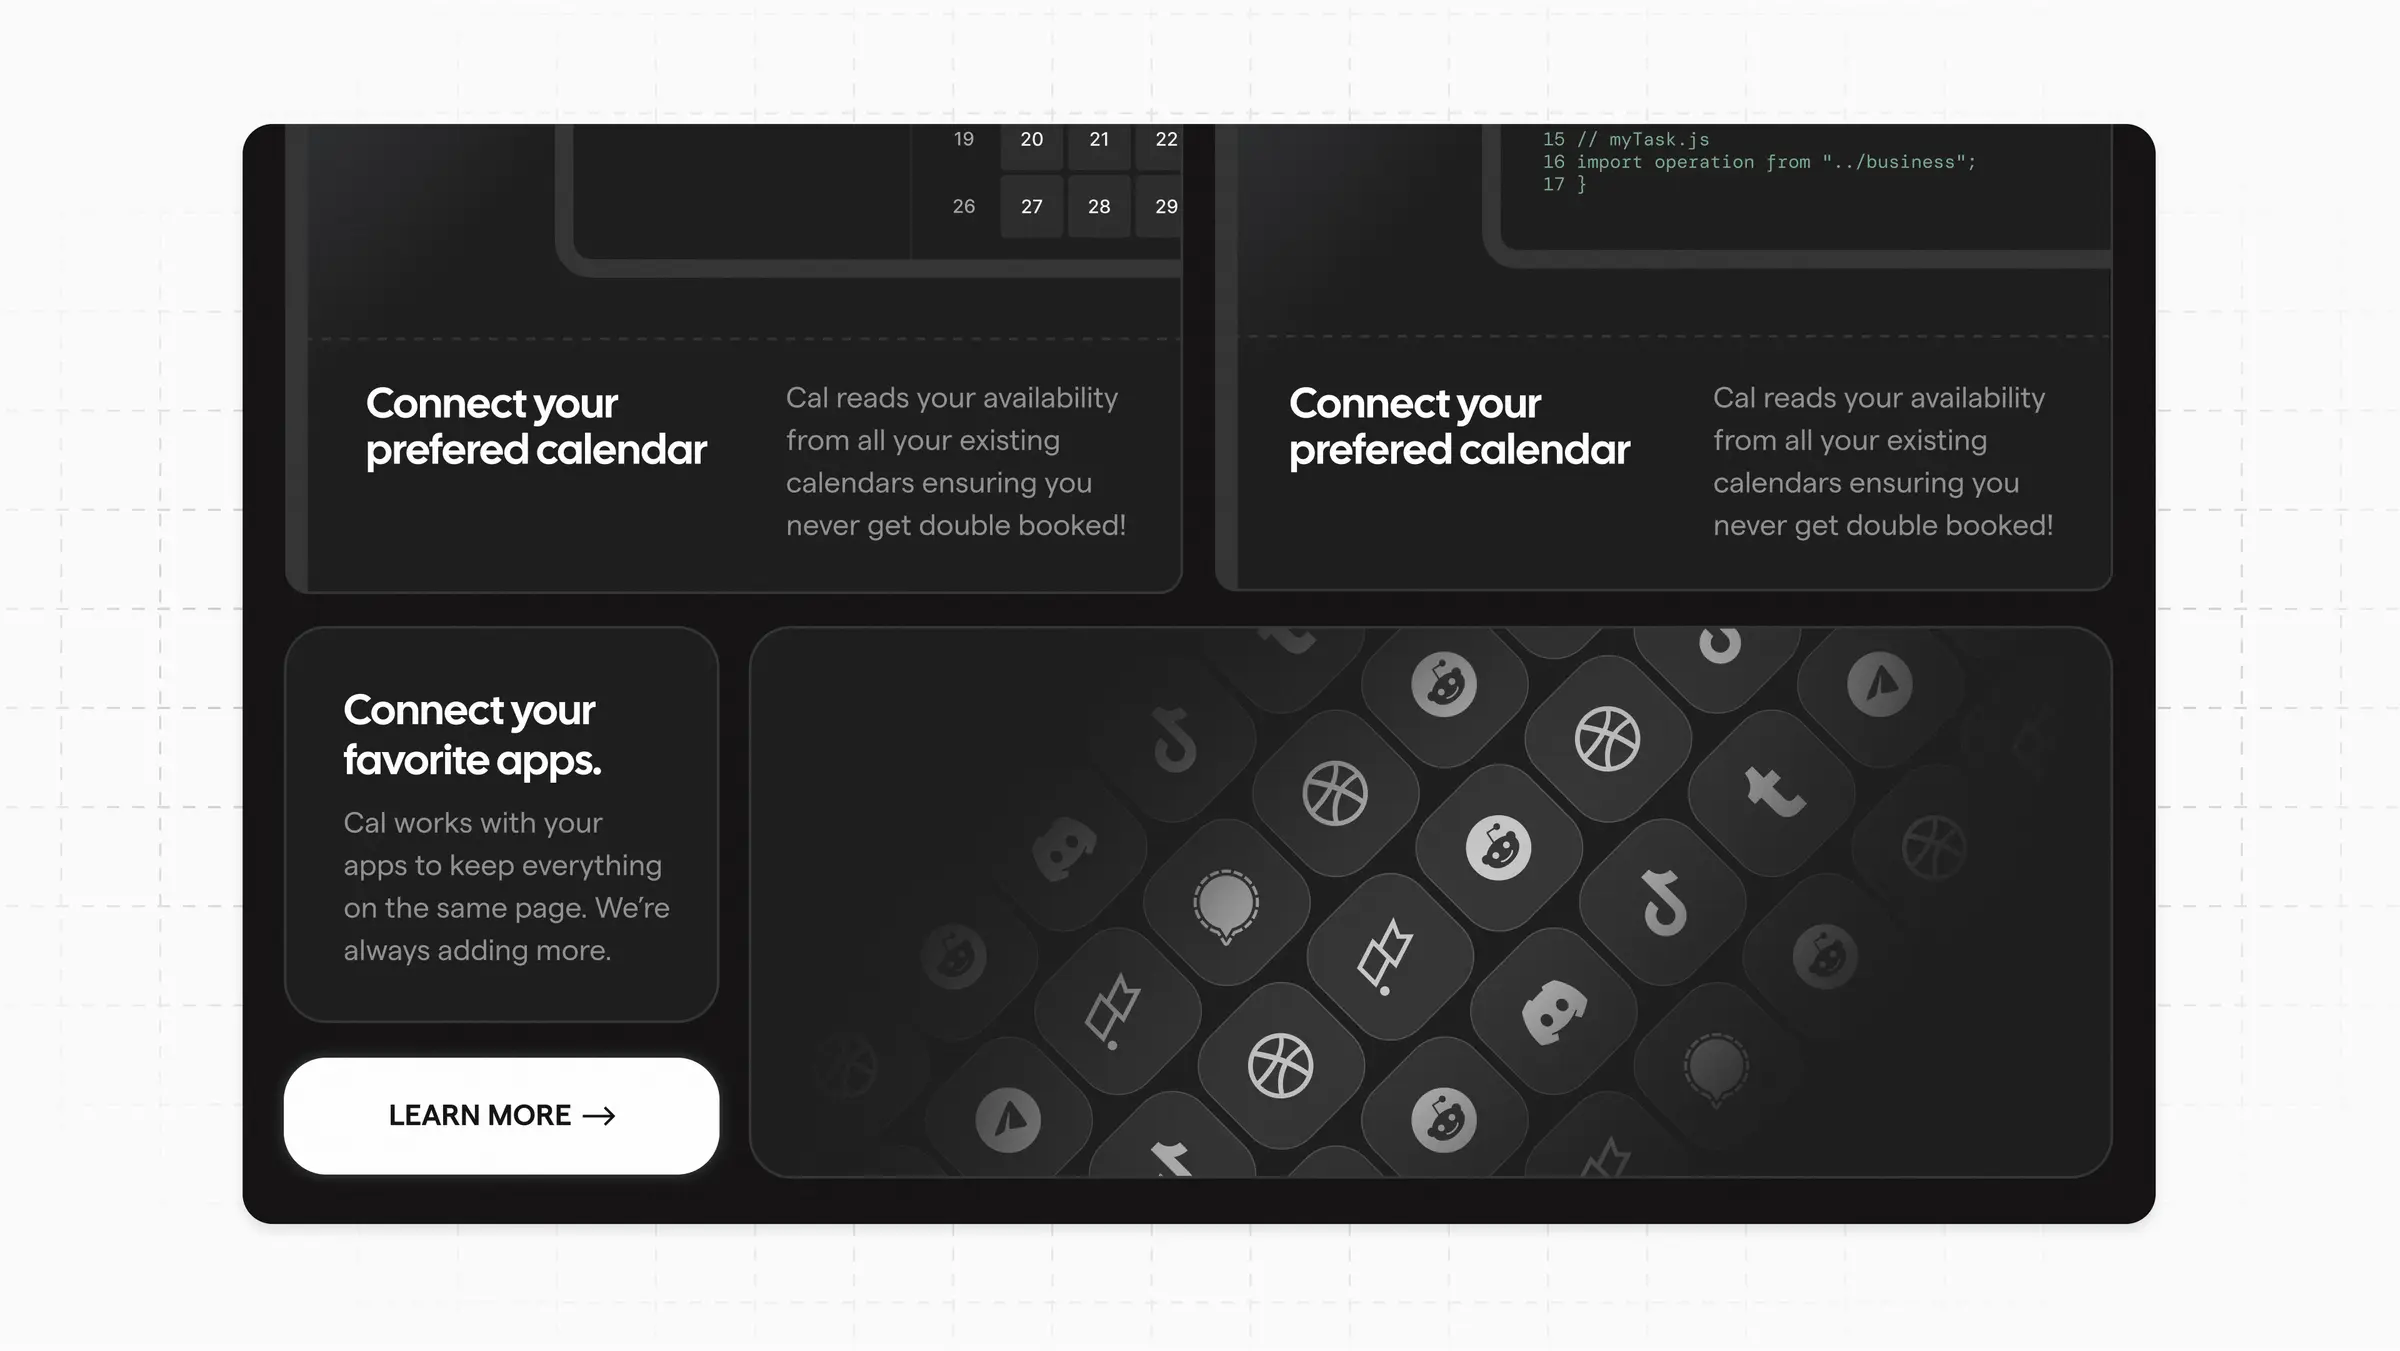 19 20 21 22
26 27 28 29
15 // myTask.js
16 import operation from "../business";
17 }
Connect your
prefered calendar
Cal reads your availability
from all your existing
calendars ensuring you
never get double booked!
Connect your
prefered calendar
Cal reads your availability
from all your existing
calendars ensuring you
never get double booked!
Connect your
favorite apps.
Cal works with your
apps to keep everything
on the same page. We’re
always adding more.
LEARN MORE →